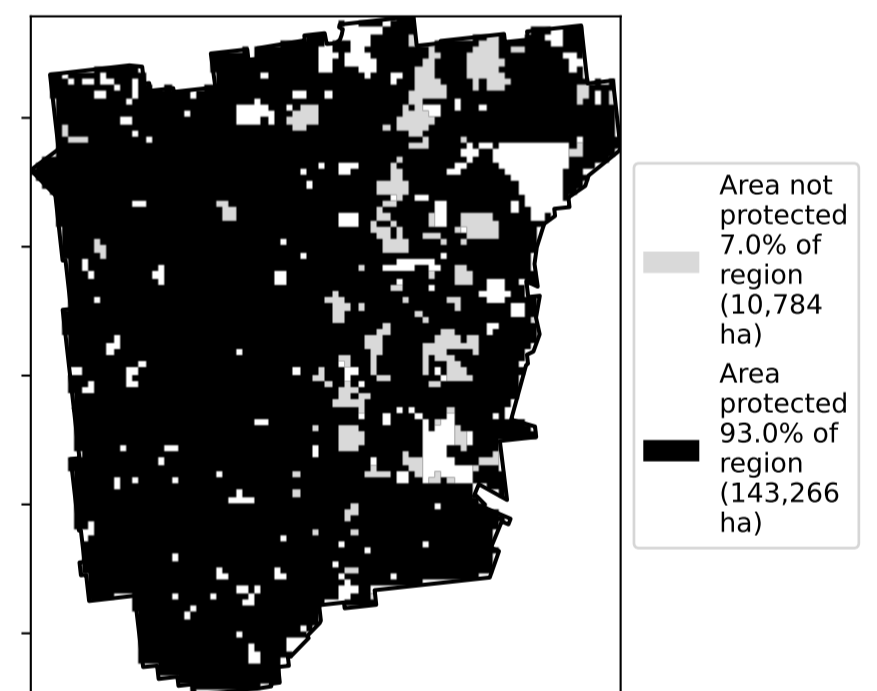 Area not
protected
7.0% of
region
(10,784
ha)
Area
protected
93.0% of
region
(143,266
ha)